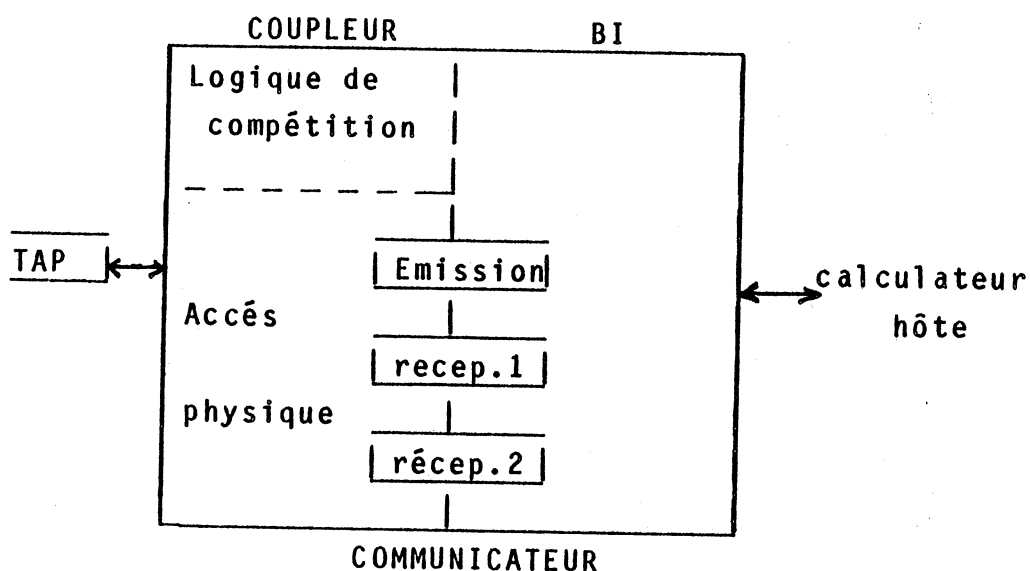 COUPLEUR BI
Logique de
compétition
TAP
Emission
calculateur
hôte
Accés
recep.1
physique
récep.2
COMMUNICATEUR